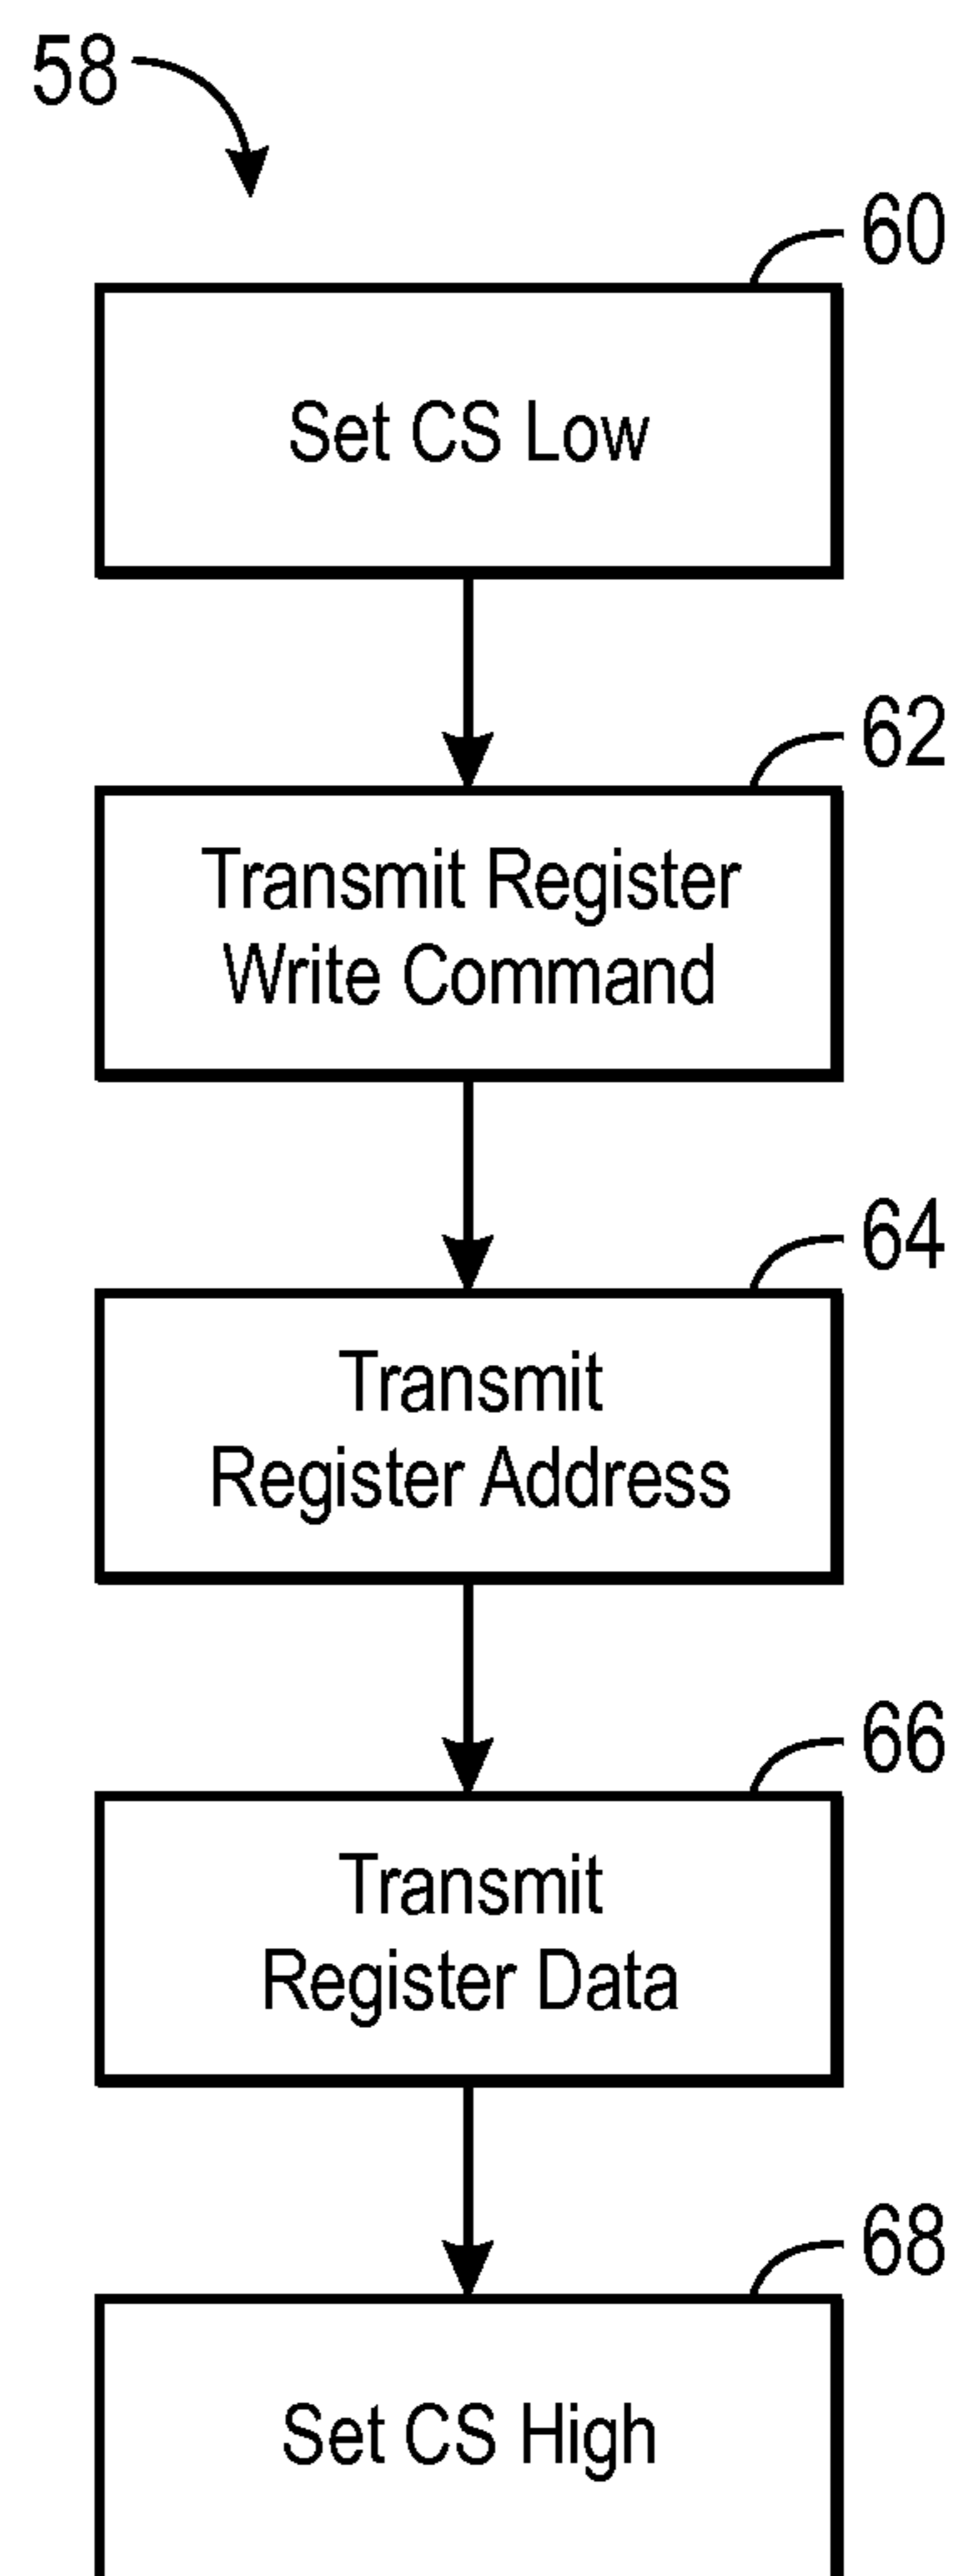 58
60
Set CS Low
62
Transmit Register
Write Command
64
Transmit
Register Address
66
Transmit
Register Data
68
Set CS High